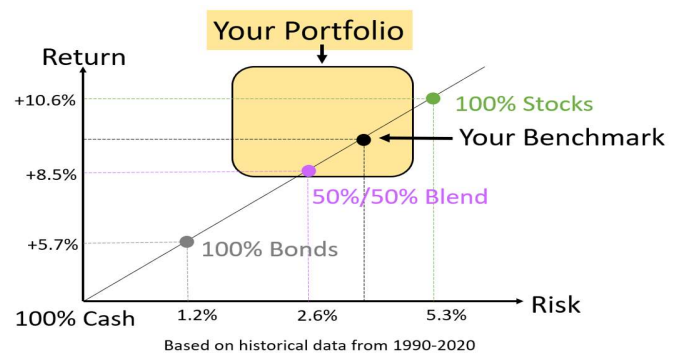 Your Portfolio
Return
+10.6%
100% Stocks
Your Benchmark
+8.5%
50%/50% Blend
+5.7%
100% Bonds
Risk
100% Cash
1.2%
2.6%
5.3%
Based on historical data from 1990-2020